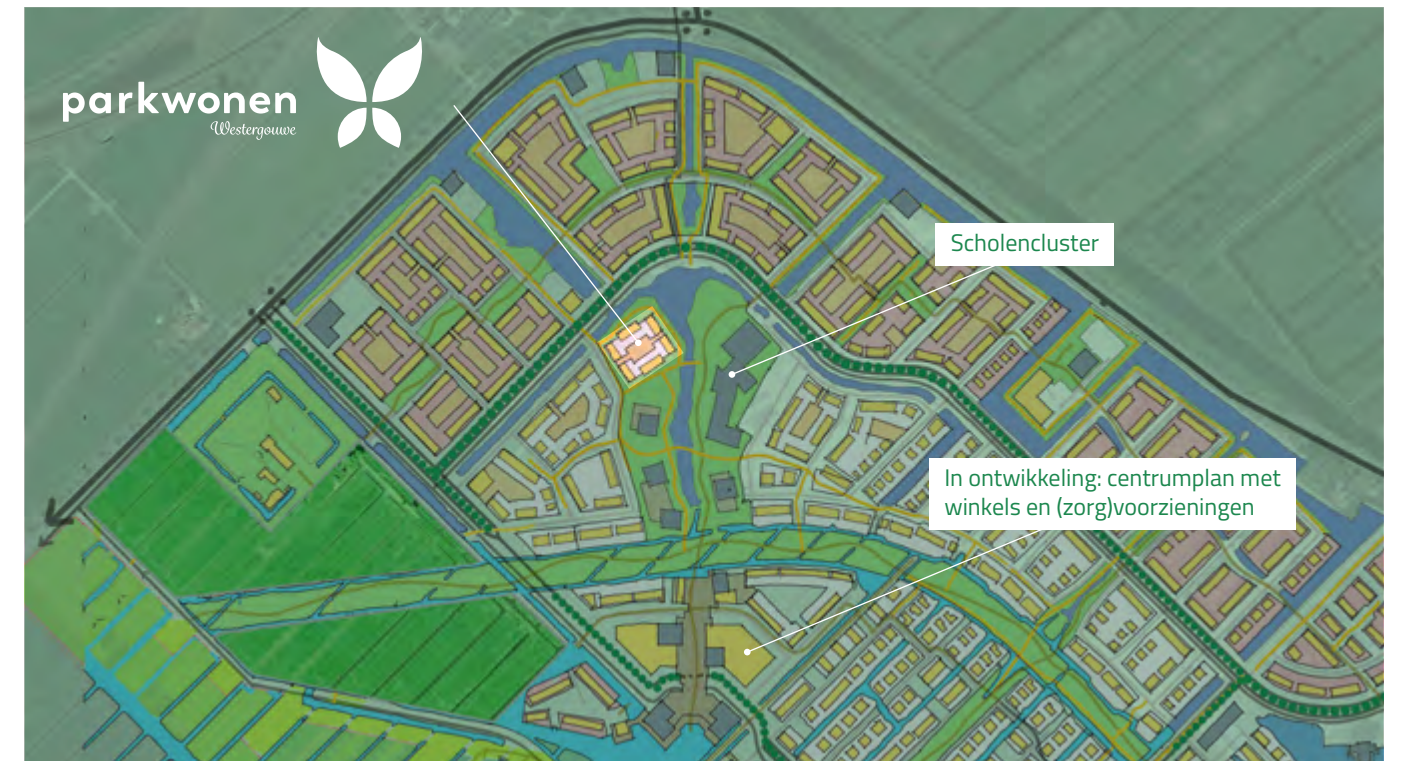 parkwonen
Westergouwe
Scholencluster
In ontwikkeling: centrumplan met
winkels en (zorg)voorzieningen